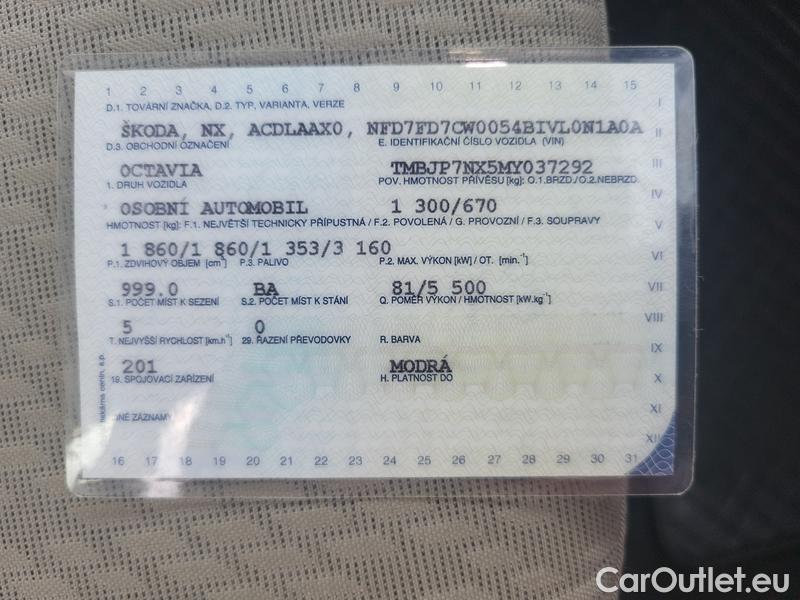 1 2 3 4 5 6 7 8 9 10 11 12 13 14 15
D.1. TOVÁRNÍ ZNAČKA, D.2. TYP, VARIANTA, VERZE I
ŠKODA, NX, ACDLAAX0, NFD7FD7CW0054BIVL0N1A0A II
D.3. OBCHODNÍ OZNAČENÍ E. IDENTIFIKAČNÍ ČÍSLO VOZIDLA (VIN)
OCTAVIA TMBJP7NX5MY037292 III
1. DRUH VOZIDLA POV. HMOTNOST PŘÍVĚSU [kg]: O.1.BRZD./O.2.NEBRZD.
OSOBNÍ AUTOMOBIL 1 300/670 IV
HMOTNOST [kg]: F.1. NEJVĚTŠÍ TECHNICKY PŘÍPUSTNÁ / F.2. POVOLENÁ / G. PROVOZNÍ / F.3. SOUPRAVY V
1 860/1 860/1 353/3 160 VI
P.1. ZDVIHOVÝ OBJEM [cm³] P.3. PALIVO P.2. MAX. VÝKON [kW] / OT. [min.⁻¹]
999.0 BA 81/5 500 VII
S.1. POČET MÍST K SEZENÍ S.2. POČET MÍST K STÁNÍ Q. POMĚR VÝKON / HMOTNOST [kW.kg⁻¹]
5 0 VIII
T. NEJVYŠŠÍ RYCHLOST [km.h⁻¹] 29. ŘAZENÍ PŘEVODOVKY R. BARVA
IX
201 MODRÁ
18. SPOJOVACÍ ZAŘÍZENÍ H. PLATNOST DO X
XI
ZÁZNAMY
XII
16 17 18 19 20 21 22 23 24 25 26 27 28 29 30 31
CarOutlet.eu